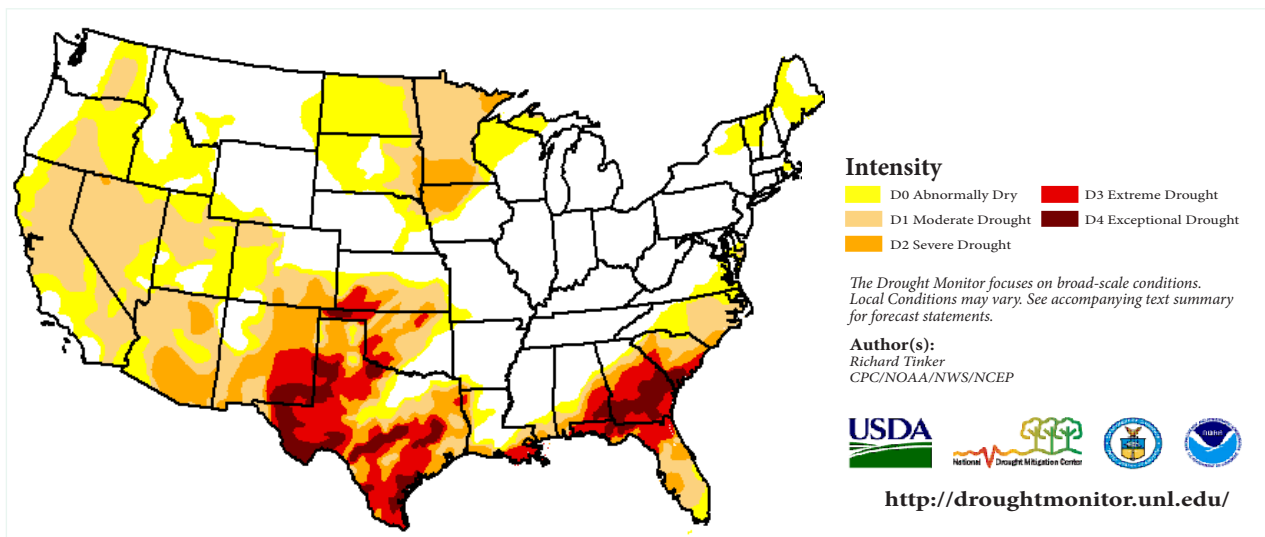 Intensity
D0 Abnormally Dry
D3 Extreme Drought
D1 Moderate Drought
D4 Exceptional Drought
D2 Severe Drought
The Drought Monitor focuses on broad-scale conditions.
Local Conditions may vary. See accompanying text summary
for forecast statements.
Author(s):
Richard Tinker
CPC/NOAA/NWS/NCEP
USDA
National Drought Mitigation Center
http://droughtmonitor.unl.edu/